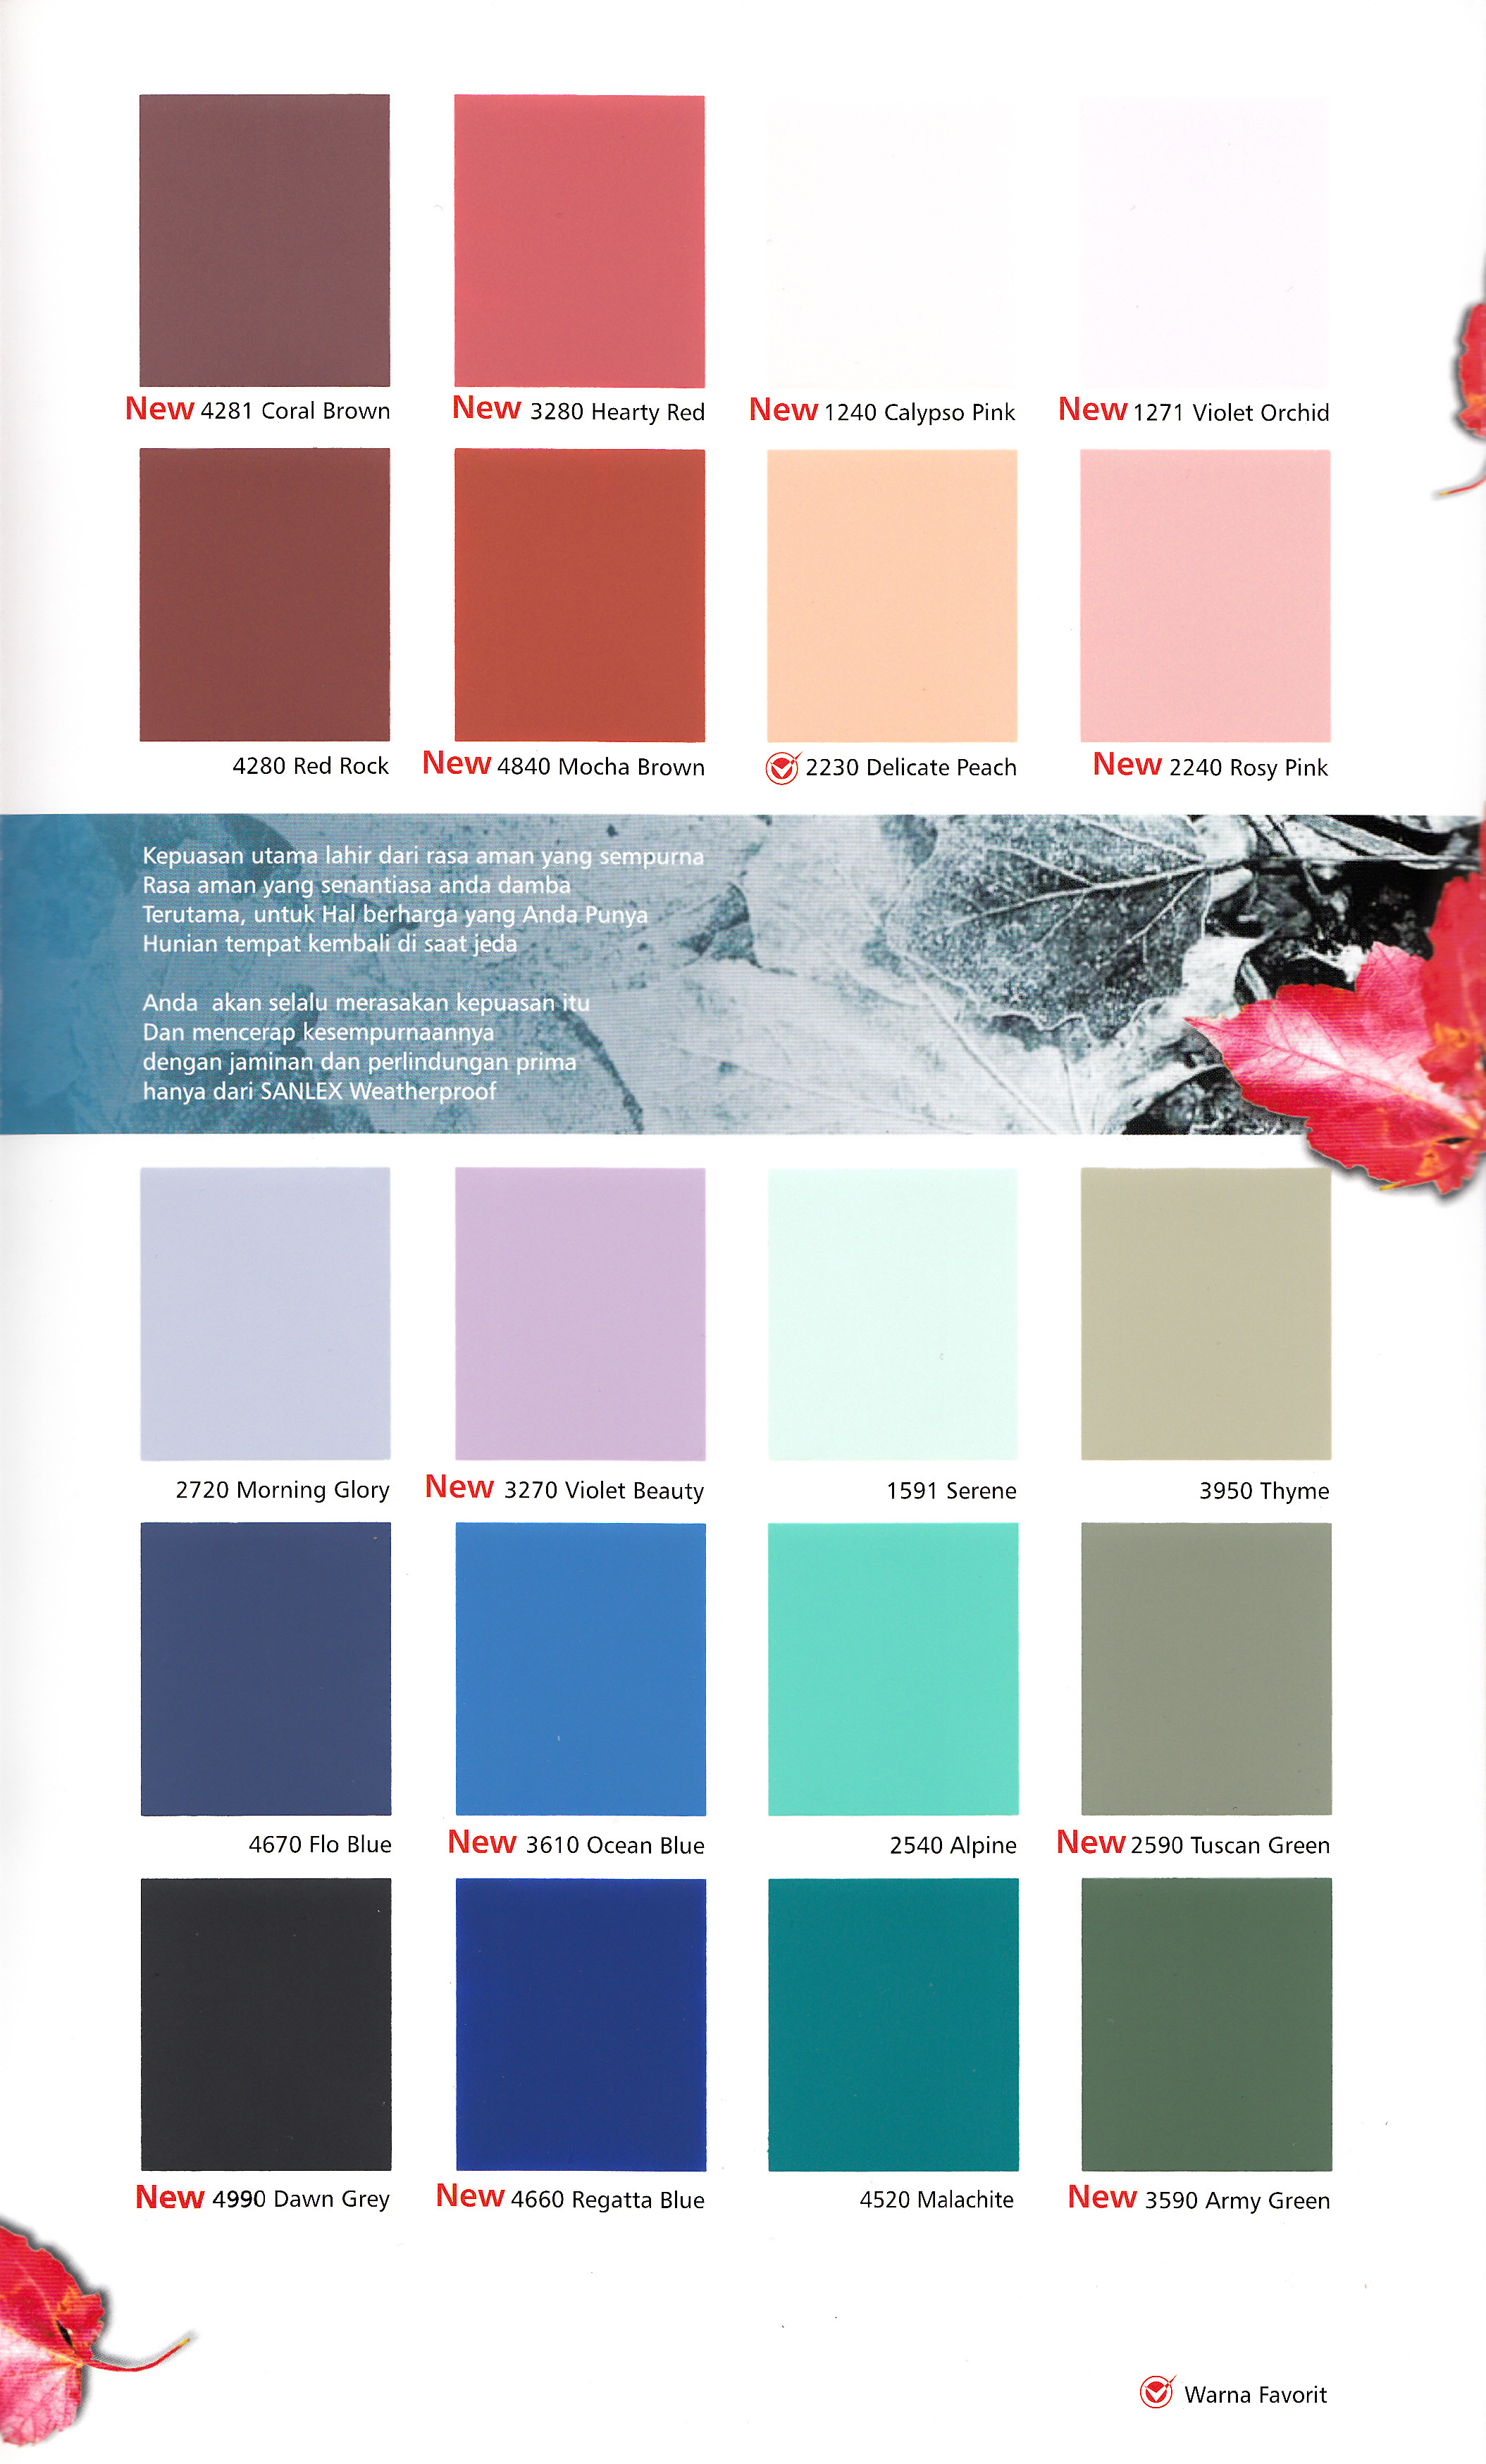 New 4281 Coral Brown
New 3280 Hearty Red
New 1240 Calypso Pink
New 1271 Violet Orchid
4280 Red Rock
New 4840 Mocha Brown
2230 Delicate Peach
New 2240 Rosy Pink
Kepuasan utama lahir dari rasa aman yang sempurna
Rasa aman yang senantiasa anda damba
Terutama, untuk Hal berharga yang Anda Punya
Hunian tempat kembali di saat jeda
Anda akan selalu merasakan kepuasan itu
Dan mencerap kesempurnaannya
dengan jaminan dan perlindungan prima
hanya dari SANLEX Weatherproof
2720 Morning Glory
New 3270 Violet Beauty
1591 Serene
3950 Thyme
4670 Flo Blue
New 3610 Ocean Blue
2540 Alpine
New 2590 Tuscan Green
New 4990 Dawn Grey
New 4660 Regatta Blue
4520 Malachite
New 3590 Army Green
Warna Favorit